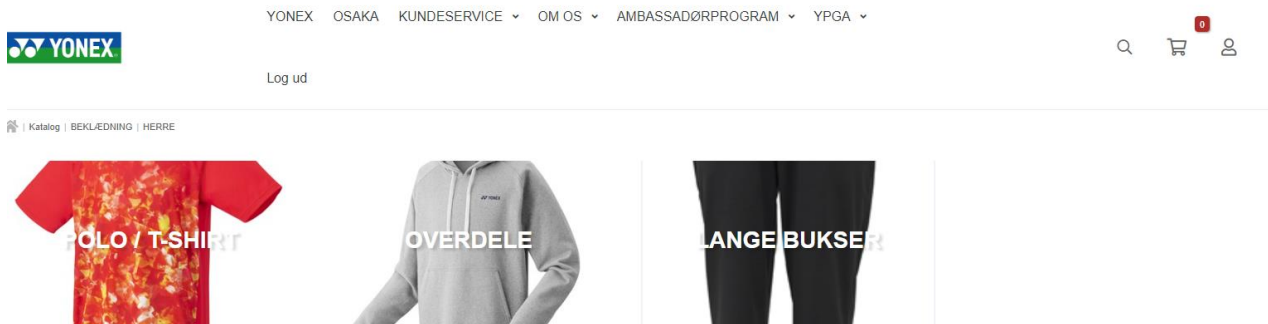 YONEX OSAKA KUNDESERVICE OM OS AMBASSADØRPROGRAM YPGA
0
YONEX
Log ud
| Katalog | BEKLÆDNING | HERRE
YONEX
POLO / T-SHIRT OVERDELE LANGE BUKSER